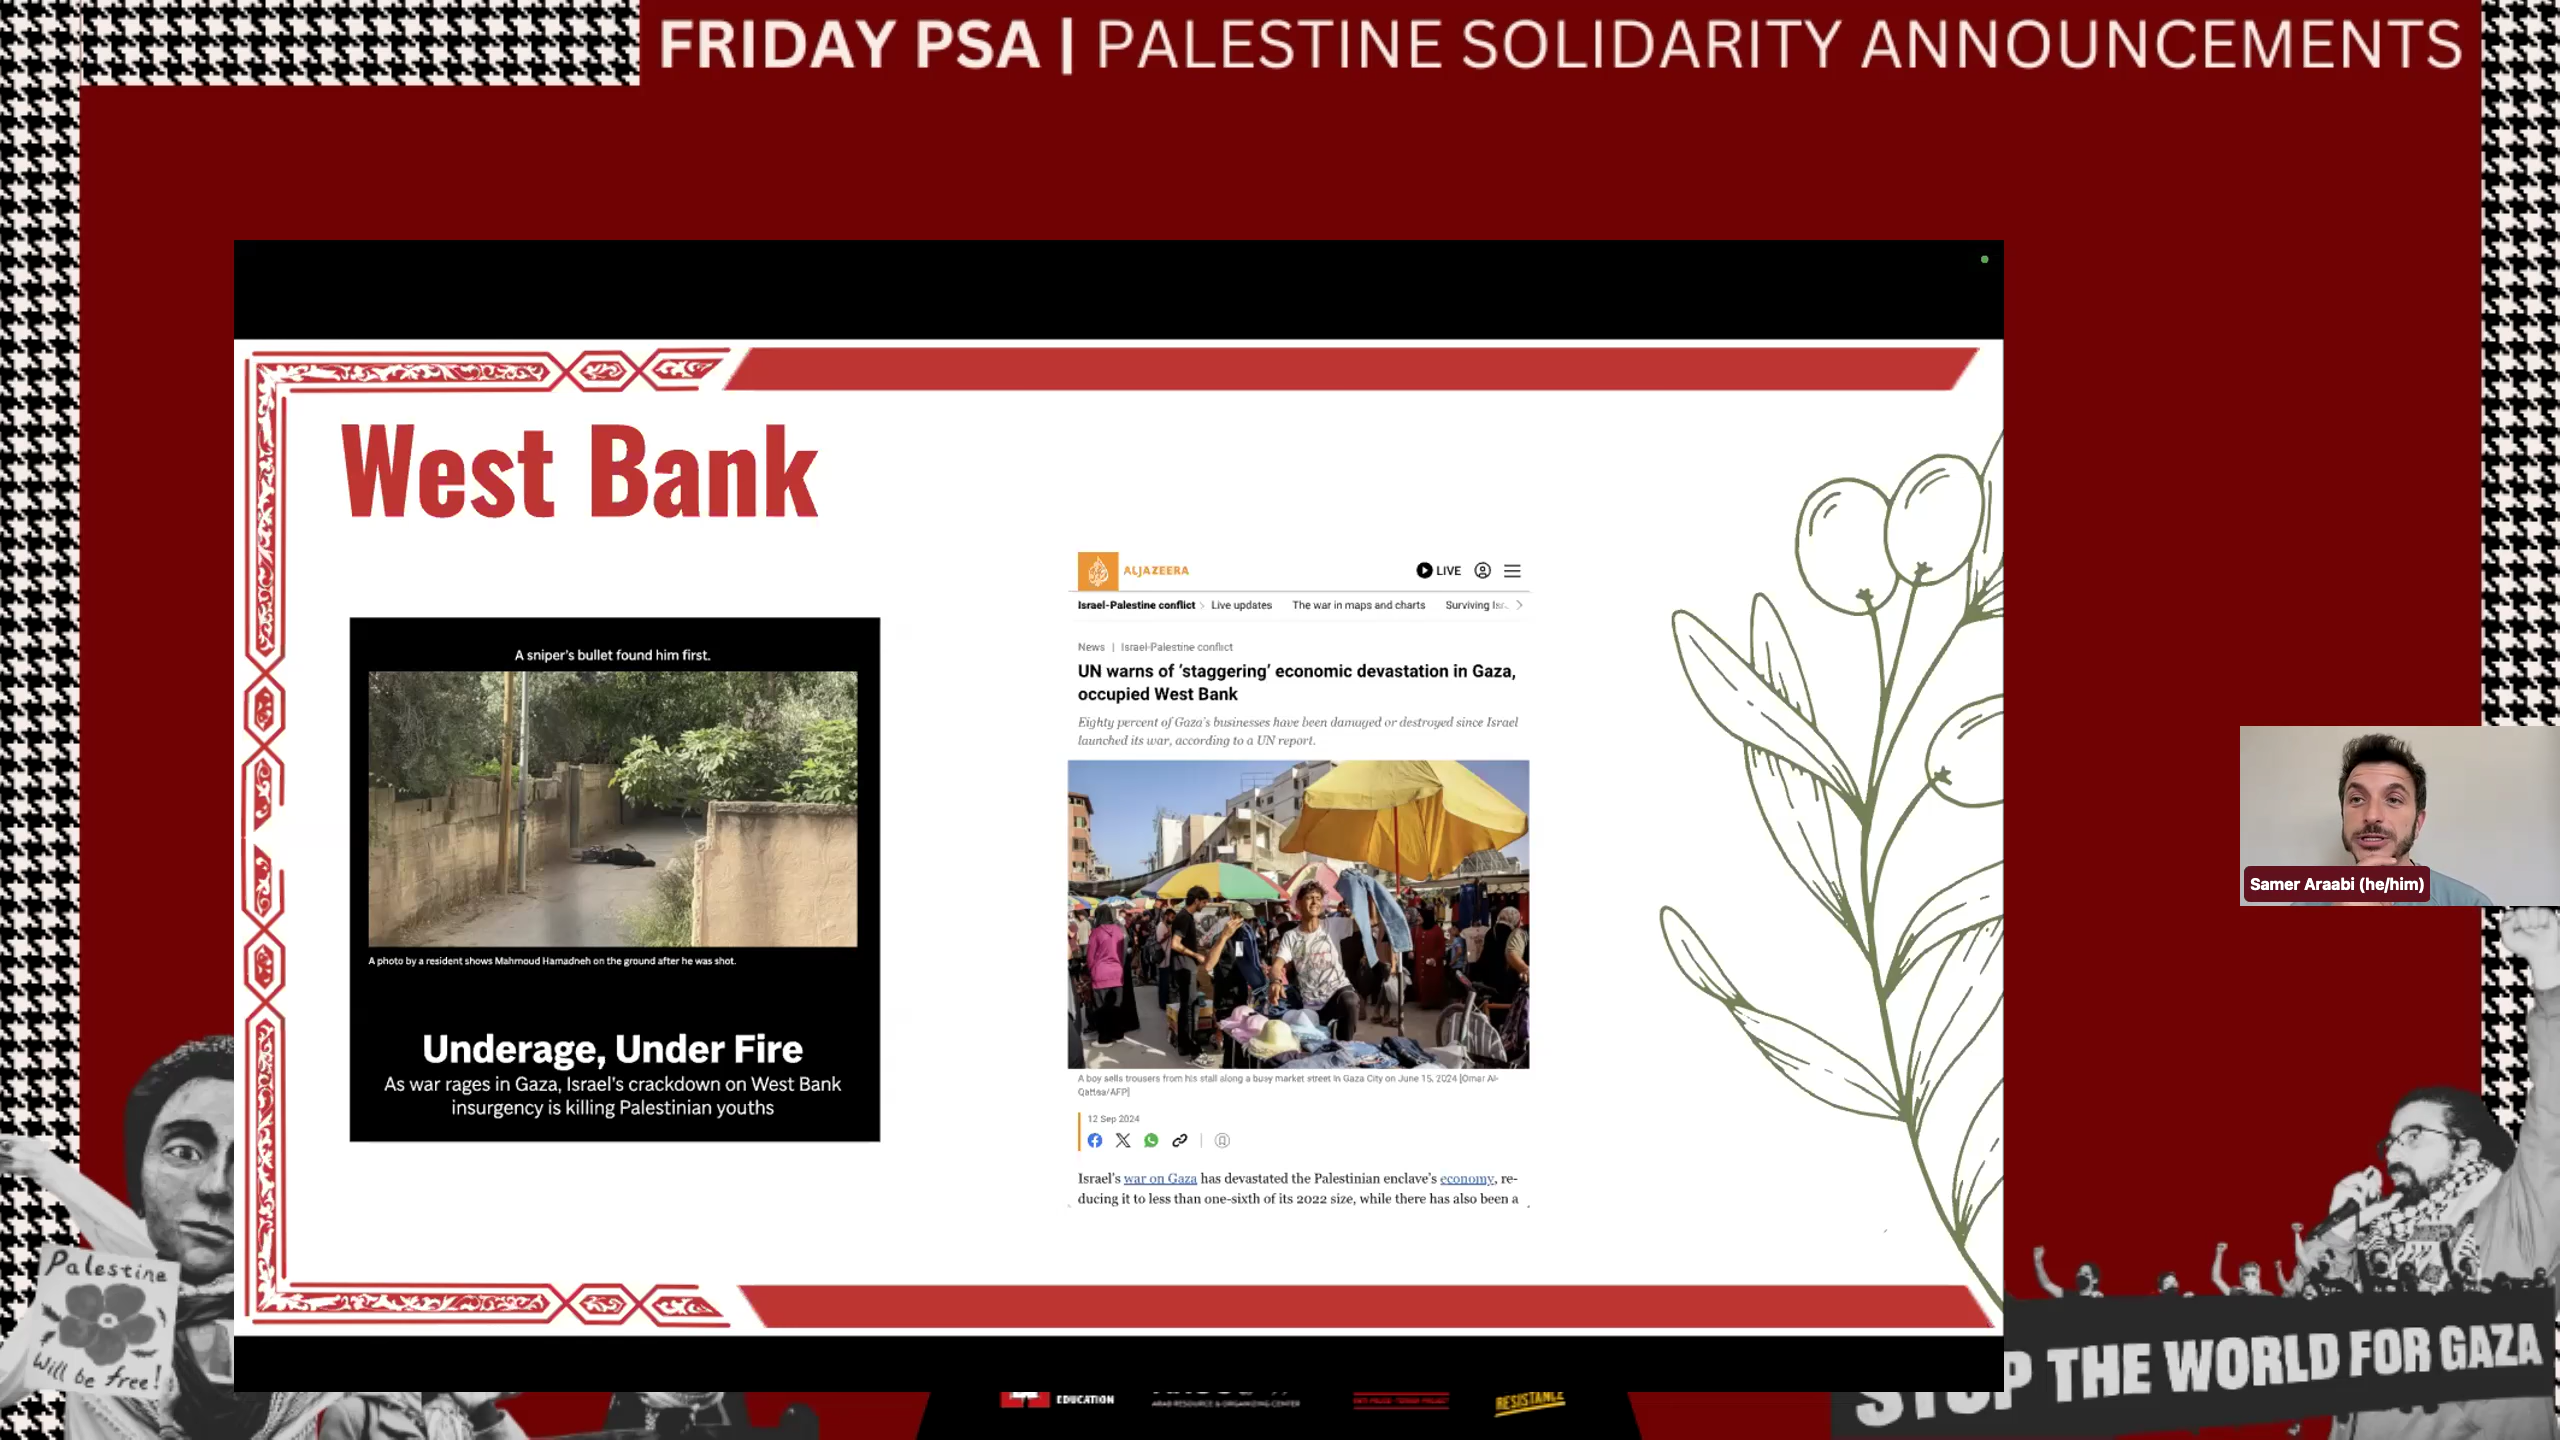 FRIDAY PSA | PALESTINE SOLIDARITY ANNOUNCEMENTS
West Bank
A sniper's bullet found him first.
A photo by a resident shows Mahmoud Hamadneh on the ground after he was shot.
Underage, Under Fire
As war rages in Gaza, Israel's crackdown on West Bank
insurgency is killing Palestinian youths
ALJAZEERA
LIVE
Israel-Palestine conflict > Live updates The war in maps and charts Surviving
News | Israel-Palestine conflict
UN warns of ‘staggering’ economic devastation in Gaza,
occupied West Bank
Eighty percent of Gaza's businesses have been damaged or destroyed since Israel
launched its war, according to a UN report.
A boy sells trousers from his stall along a busy market street in Gaza City on June 15, 2024 [Omar Al-
Qattaa/AFP]
12 Sep 2024
Israel's war on Gaza has devastated the Palestinian enclave's economy, re-
ducing it to less than one-sixth of its 2022 size, while there has also been a
Samer Araabi (he/him)
Palestine
Will be free!
EDUCATION
ARAB RESOURCE & ORGANIZING CENTER
RESISTANCE
STOP THE WORLD FOR GAZA